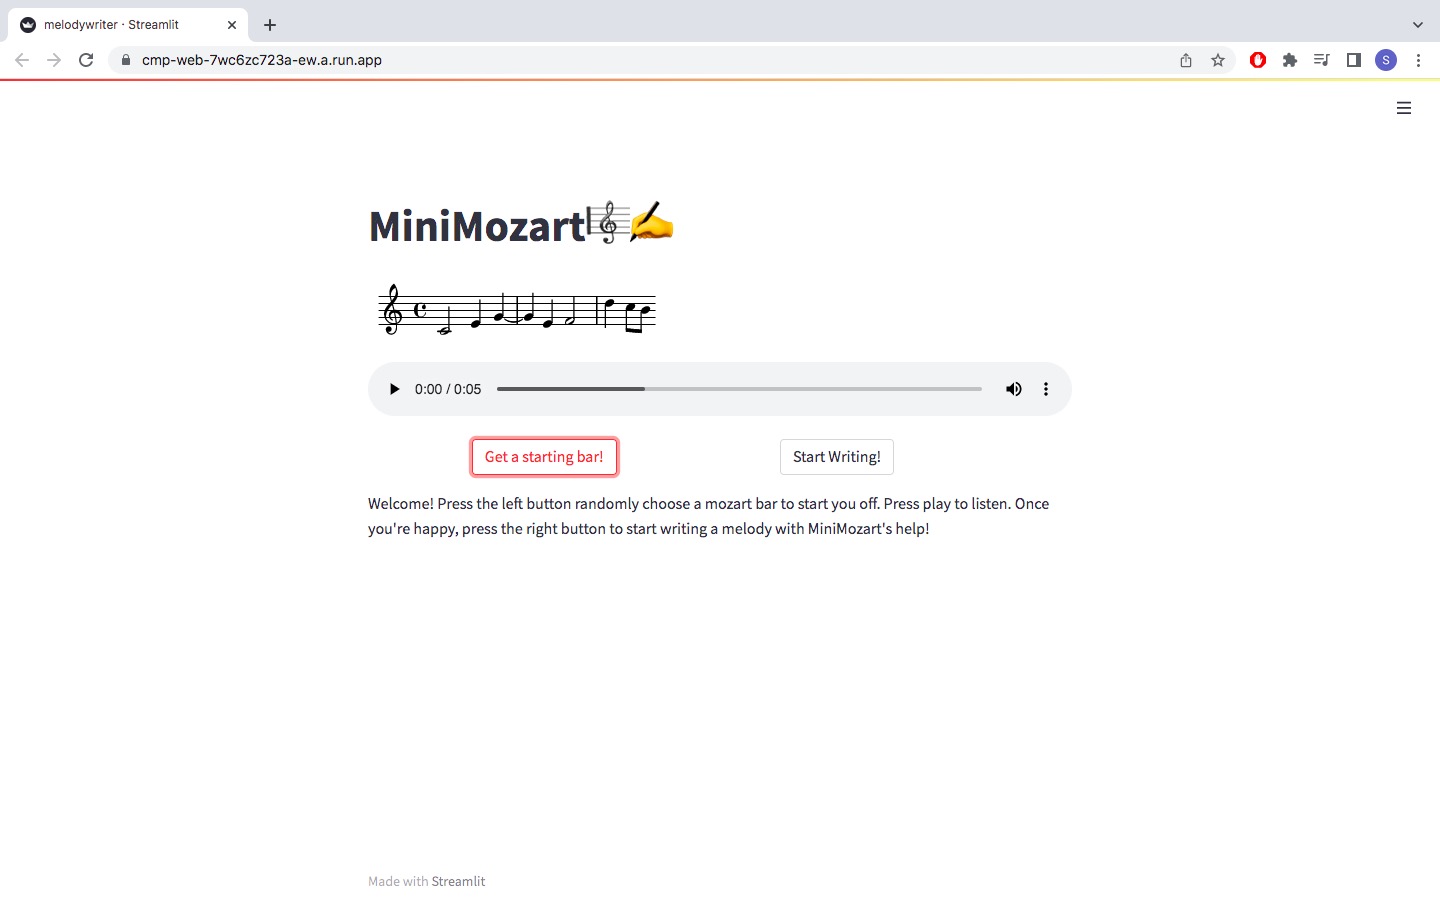 melodywriter · Streamlit
cmp-web-7wc6zc723a-ew.a.run.app
S
MiniMozart
0:00 / 0:05
Get a starting bar!
Start Writing!
Welcome! Press the left button randomly choose a mozart bar to start you off. Press play to listen. Once
you're happy, press the right button to start writing a melody with MiniMozart's help!
Made with Streamlit